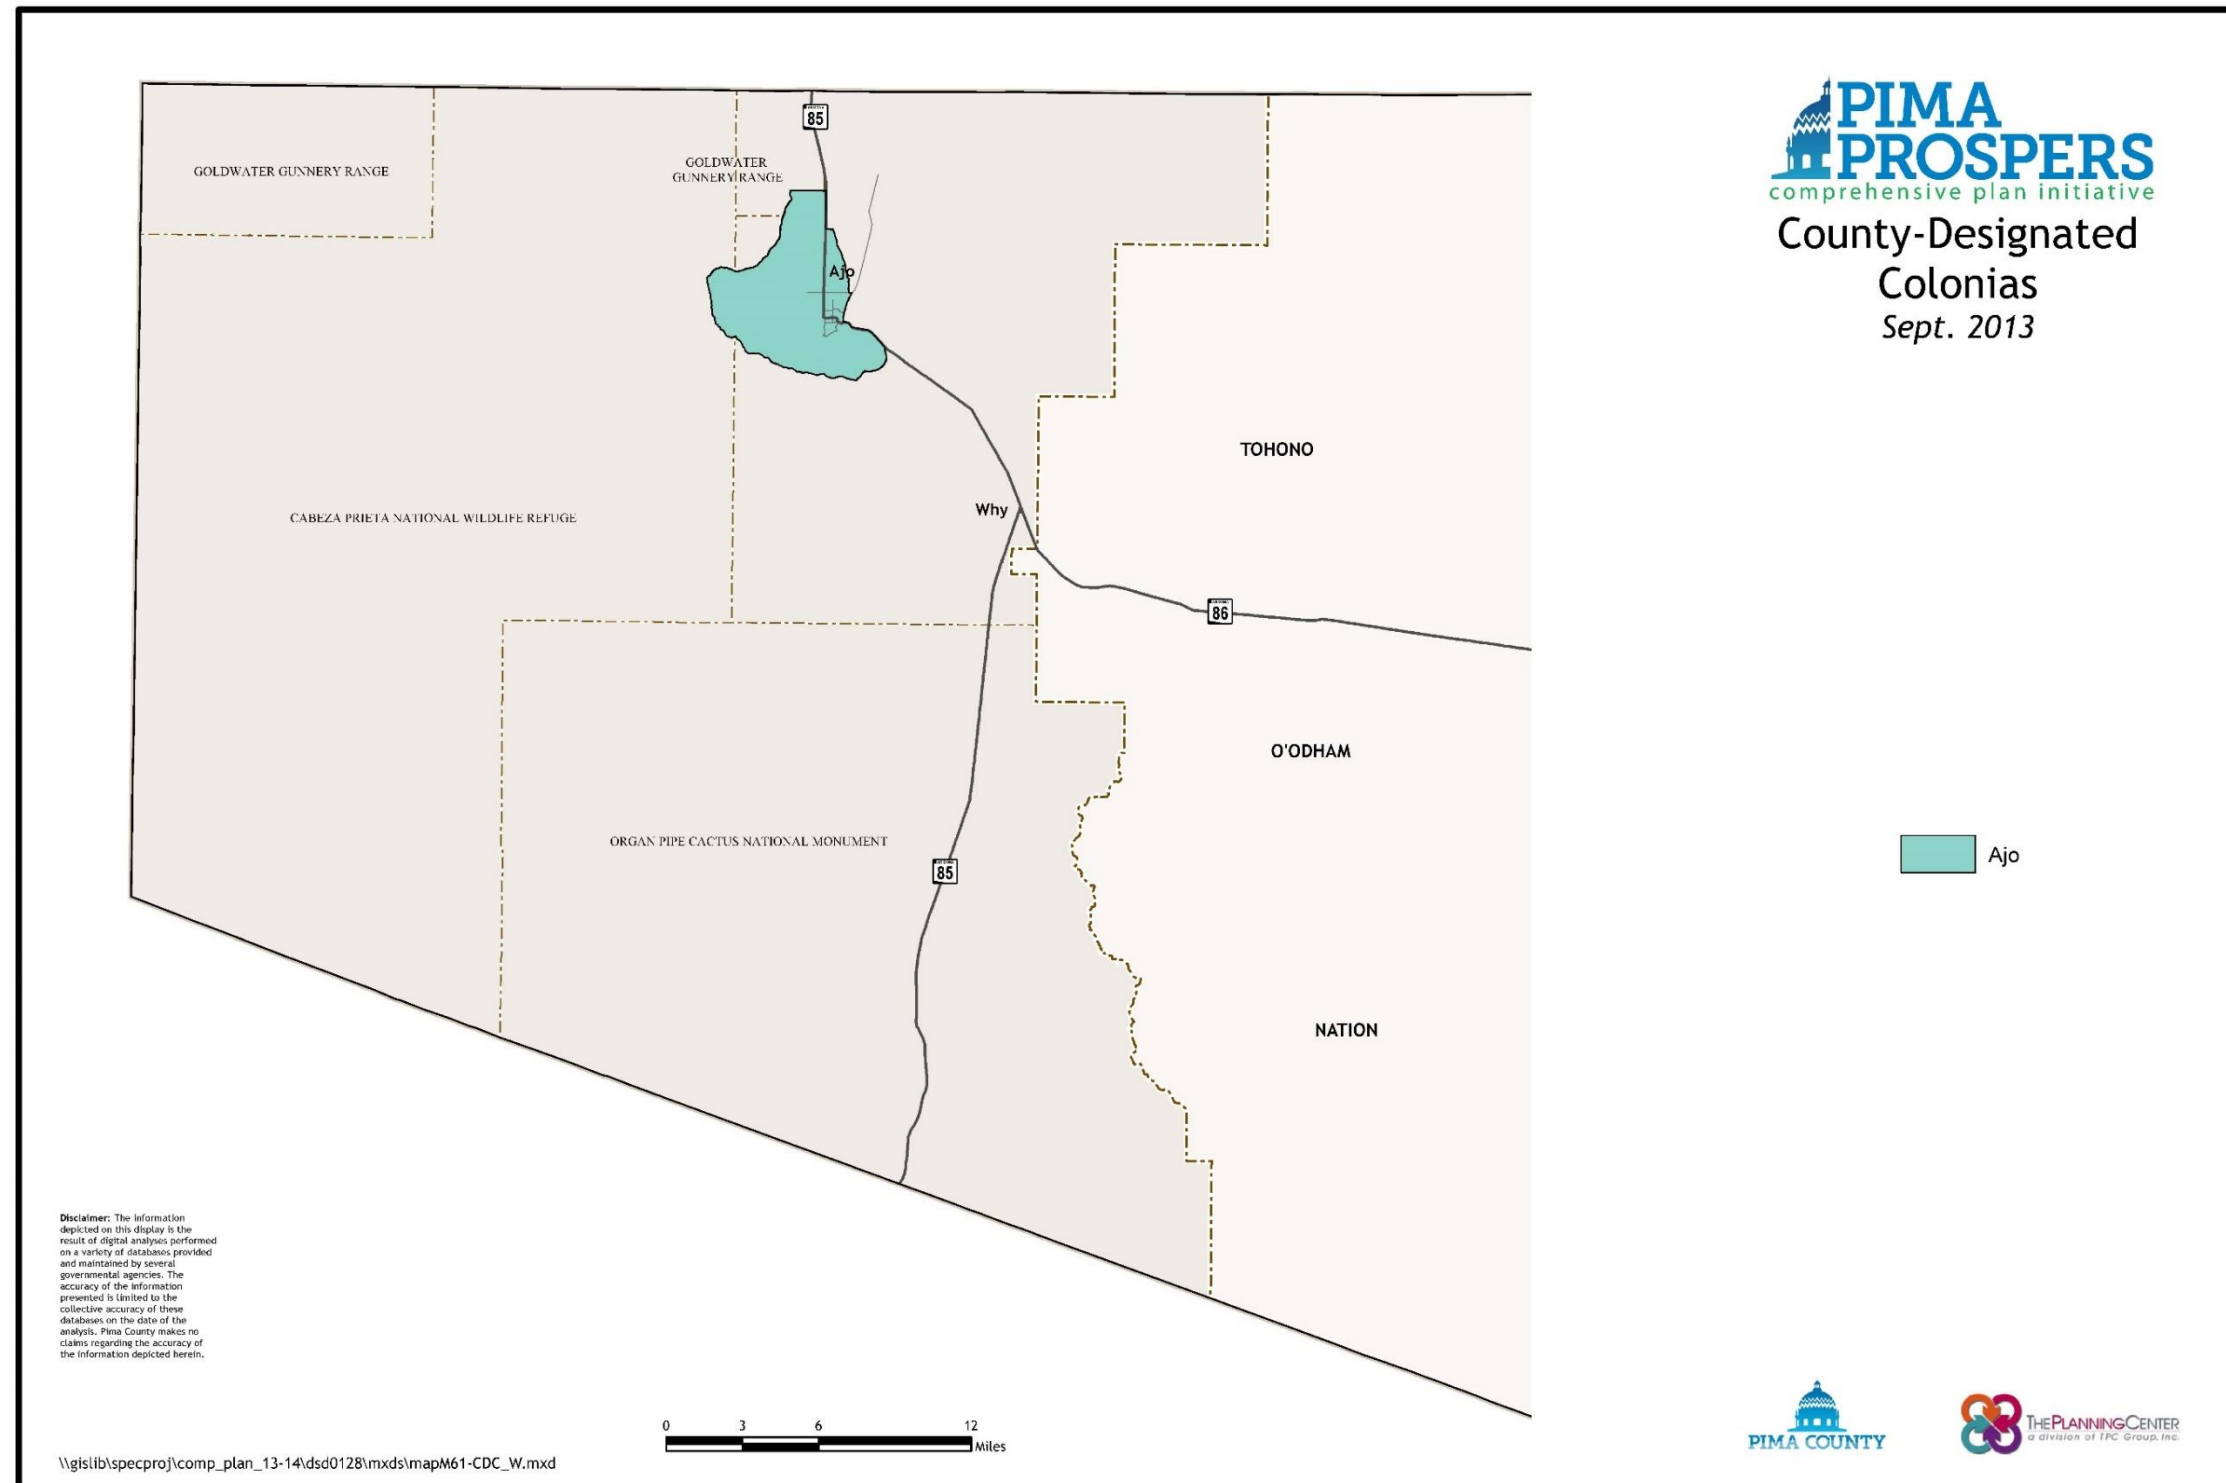 PIMA
PROSPERS
comprehensive plan initiative
County-Designated
Colonias
Sept. 2013
85
GOLDWATER GUNNERY RANGE
GOLDWATER
GUNNERY RANGE
Ajo
TOHONO
Why
CABEZA PRIETA NATIONAL WILDLIFE REFUGE
86
O'ODHAM
ORGAN PIPE CACTUS NATIONAL MONUMENT
85
Ajo
NATION
Disclaimer: The information
depicted on this display is the
result of digital analyses performed
on a variety of databases provided
and maintained by several
governmental agencies. The
accuracy of the information
presented is limited to the
collective accuracy of these
databases on the date of the
analysis. Pima County makes no
claims regarding the accuracy of
the information depicted herein.
0 3 6 12
Miles
\\gislib\specproj\comp_plan_13-14\dsd0128\mxds\mapM61-CDC_W.mxd
PIMA COUNTY
THE PLANNING CENTER
a division of TPC Group, Inc.